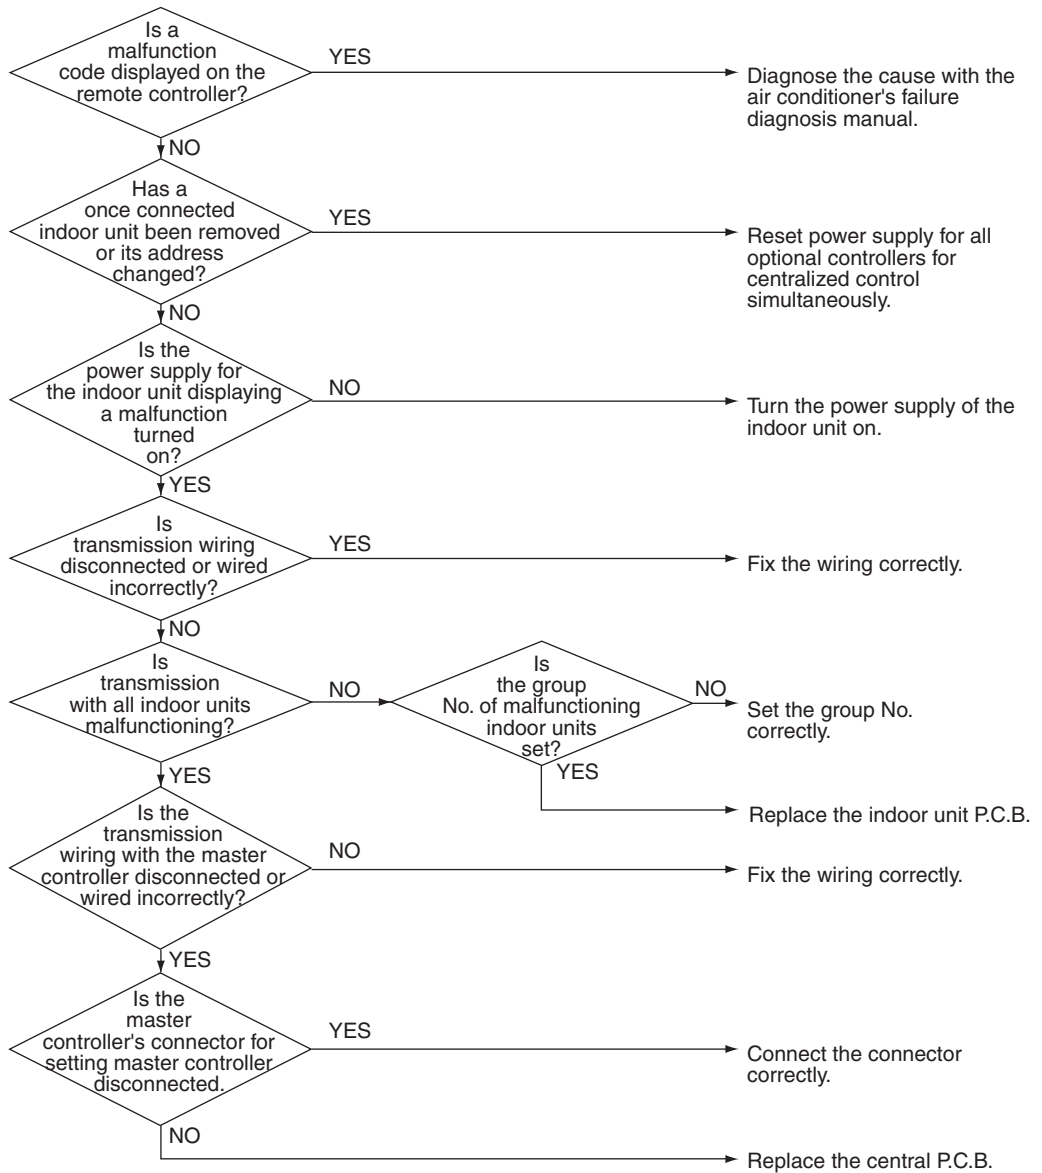 Is a
malfunction
code displayed on the
remote controller?
YES
Diagnose the cause with the
air conditioner's failure
diagnosis manual.
NO
Has a
once connected
indoor unit been removed
or its address
changed?
YES
Reset power supply for all
optional controllers for
centralized control
simultaneously.
NO
Is the
power supply for
the indoor unit displaying
a malfunction
turned
on?
NO
Turn the power supply of the
indoor unit on.
YES
Is
transmission wiring
disconnected or wired
incorrectly?
YES
Fix the wiring correctly.
NO
Is
transmission
with all indoor units
malfunctioning?
NO
Is
the group
No. of malfunctioning
indoor units
set?
NO
Set the group No.
correctly.
YES
Replace the indoor unit P.C.B.
YES
Is the
transmission
wiring with the master
controller disconnected or
wired incorrectly?
NO
Fix the wiring correctly.
YES
Is the
master
controller's connector for
setting master controller
disconnected.
YES
Connect the connector
correctly.
NO
Replace the central P.C.B.